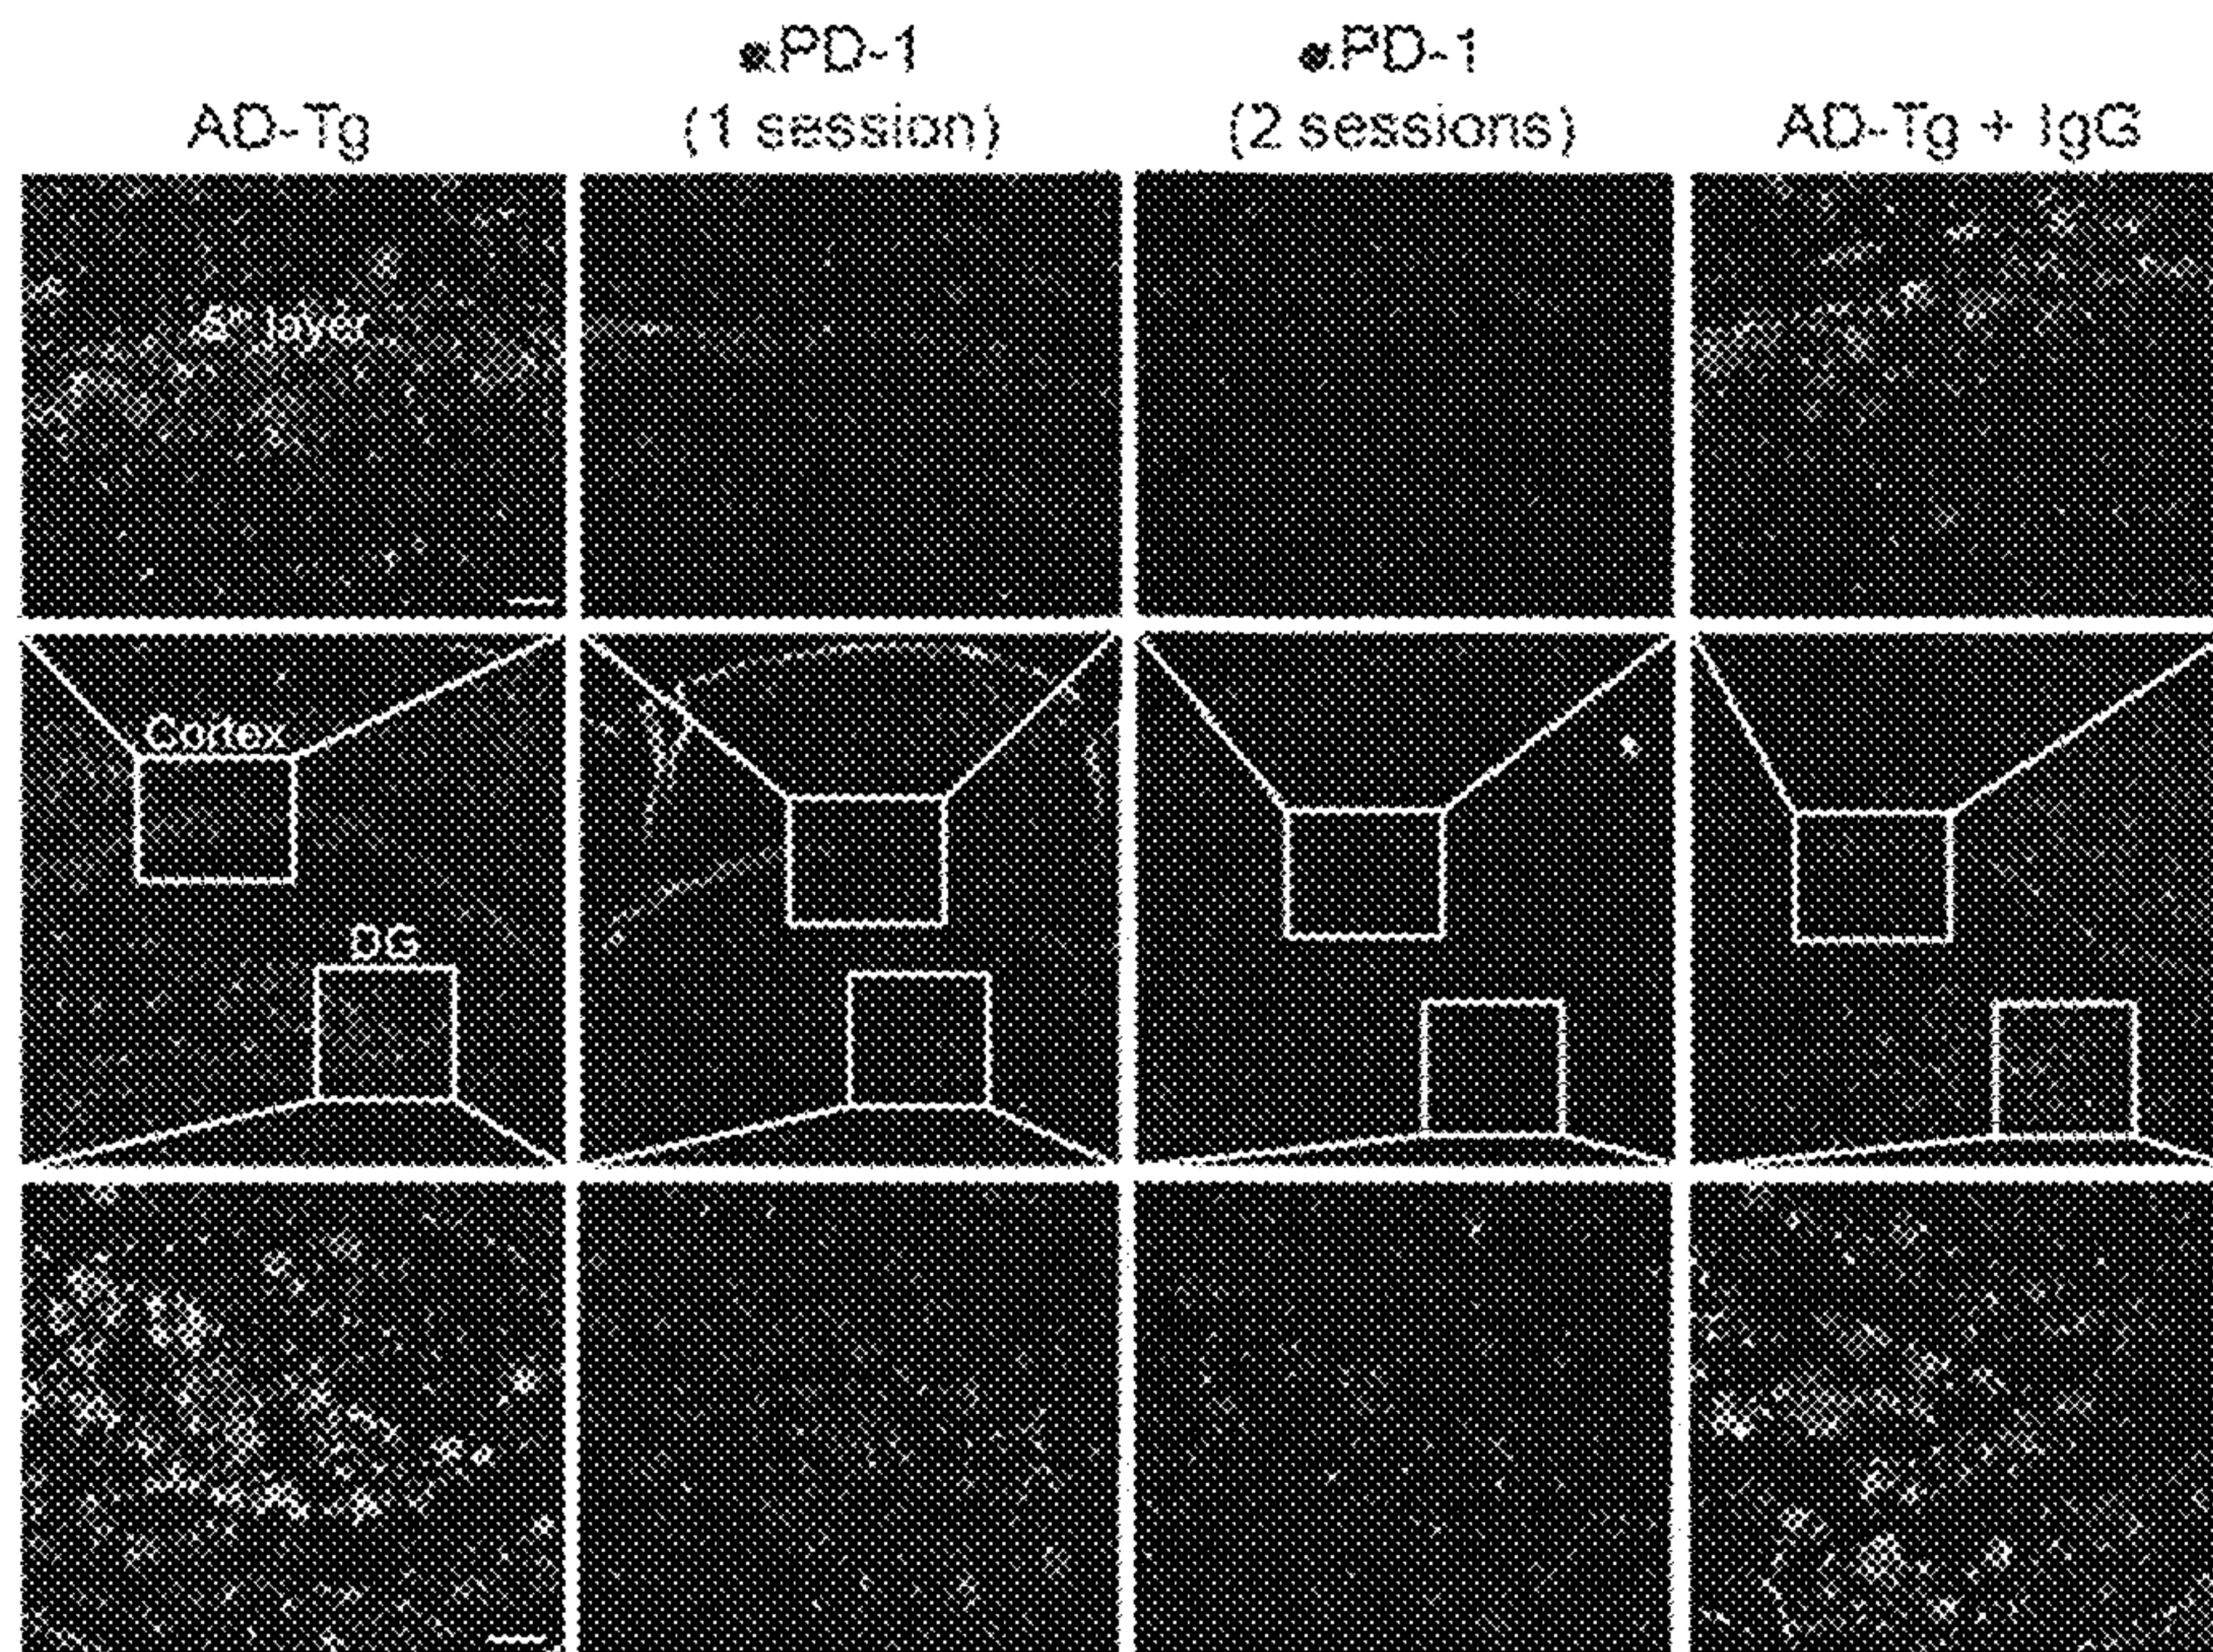 αPD-1
αPD-1
AD-Tg
(1 session)
(2 sessions)
AD-Tg + IgG
5th layer
Cortex
DG